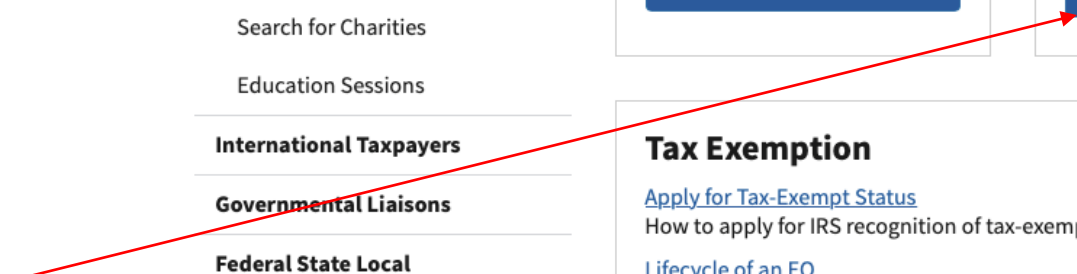 Search for Charities
Education Sessions
International Taxpayers
Governmental Liaisons
Federal State Local
Tax Exemption
Apply for Tax-Exempt Status
How to apply for IRS recognition of tax-exemp
Lifecycle of an EO